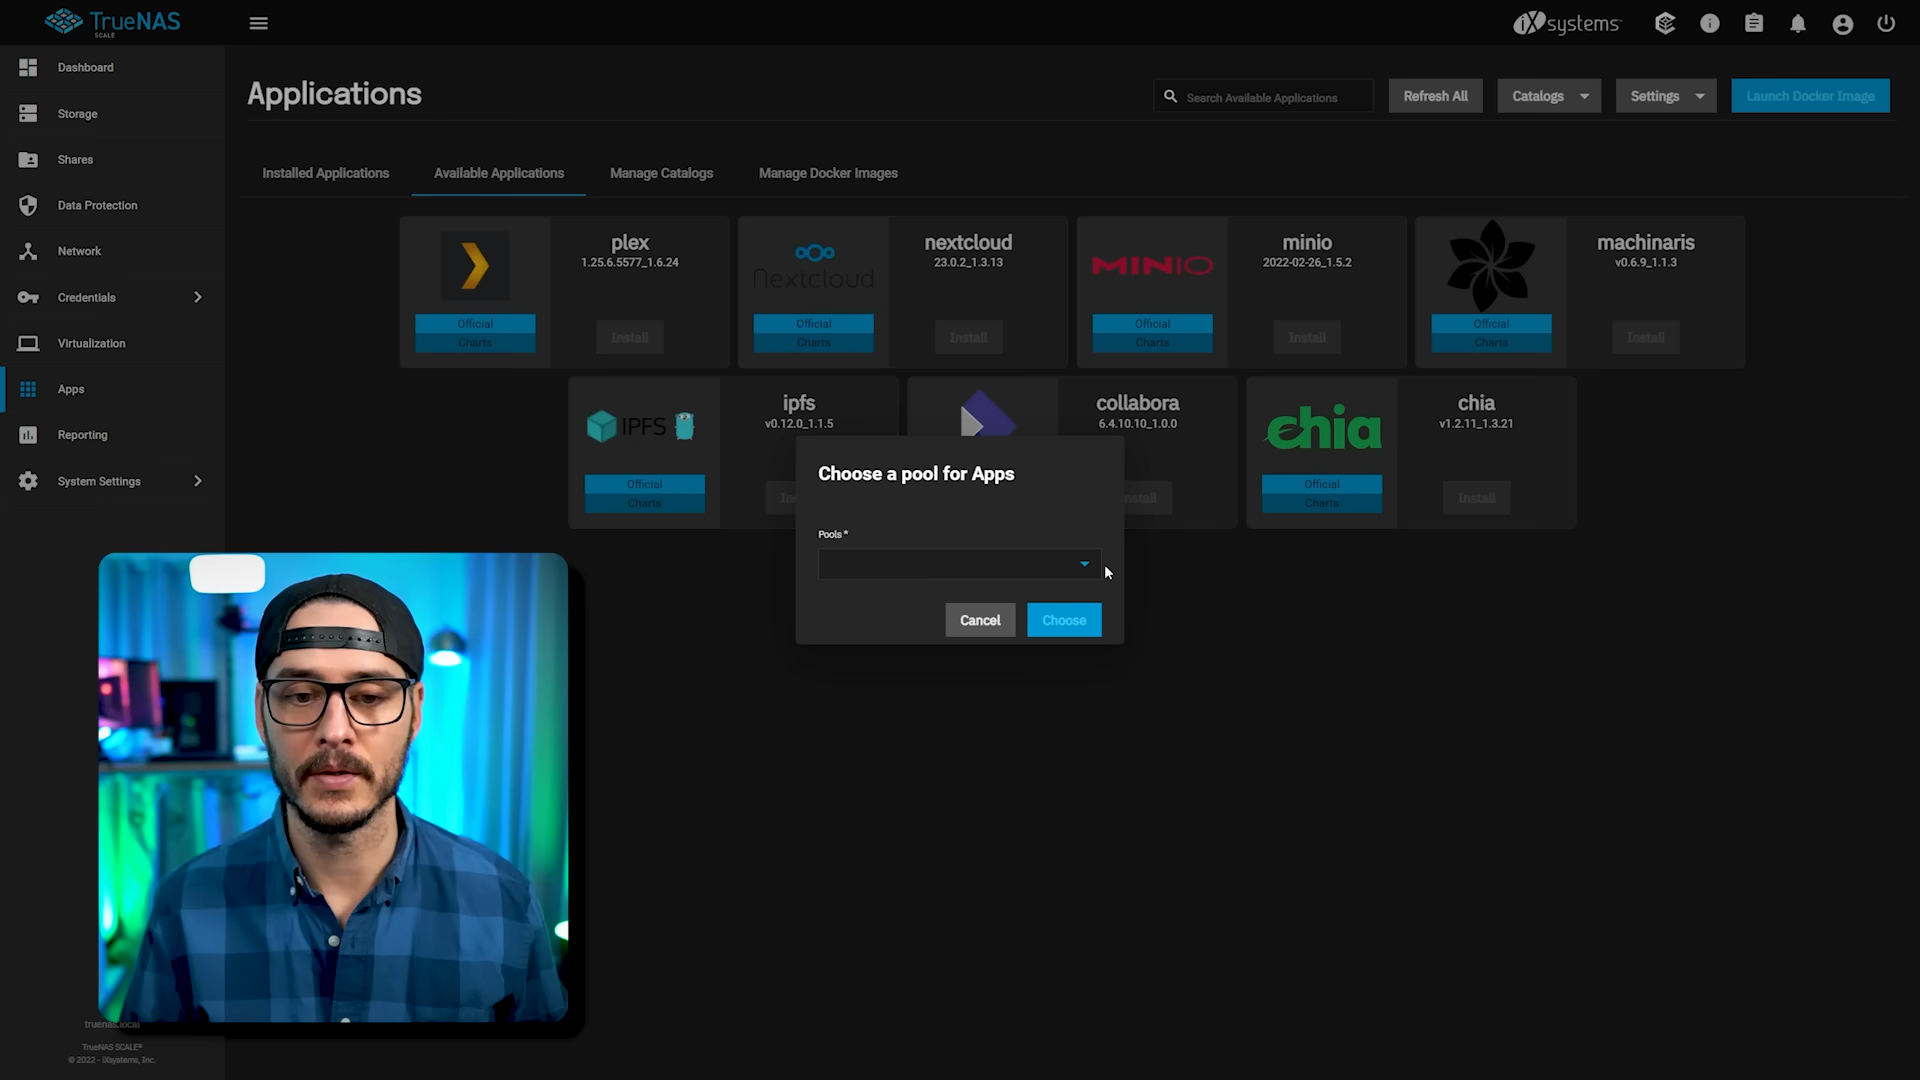 TrueNAS
SCALE
iXsystems
Dashboard
Storage
Shares
Data Protection
Network
Credentials
Virtualization
Apps
Reporting
System Settings
truenas.local
TrueNAS SCALE®
© 2022 - iXsystems, Inc.
Applications
Search Available Applications
Refresh All
Catalogs
Settings
Launch Docker Image
Installed Applications
Available Applications
Manage Catalogs
Manage Docker Images
plex
1.25.6.5577_1.6.24
Official
Charts
Install
Nextcloud
nextcloud
23.0.2_1.3.13
Official
Charts
Install
MINIO
minio
2022-02-26_1.5.2
Official
Charts
Install
machinaris
v0.6.9_1.1.3
Official
Charts
Install
IPFS
ipfs
v0.12.0_1.1.5
Official
Charts
Ins
collabora
6.4.10.10_1.0.0
nstall
chia
chia
v1.2.11_1.3.21
Official
Charts
Install
Choose a pool for Apps
Pools *
Cancel
Choose